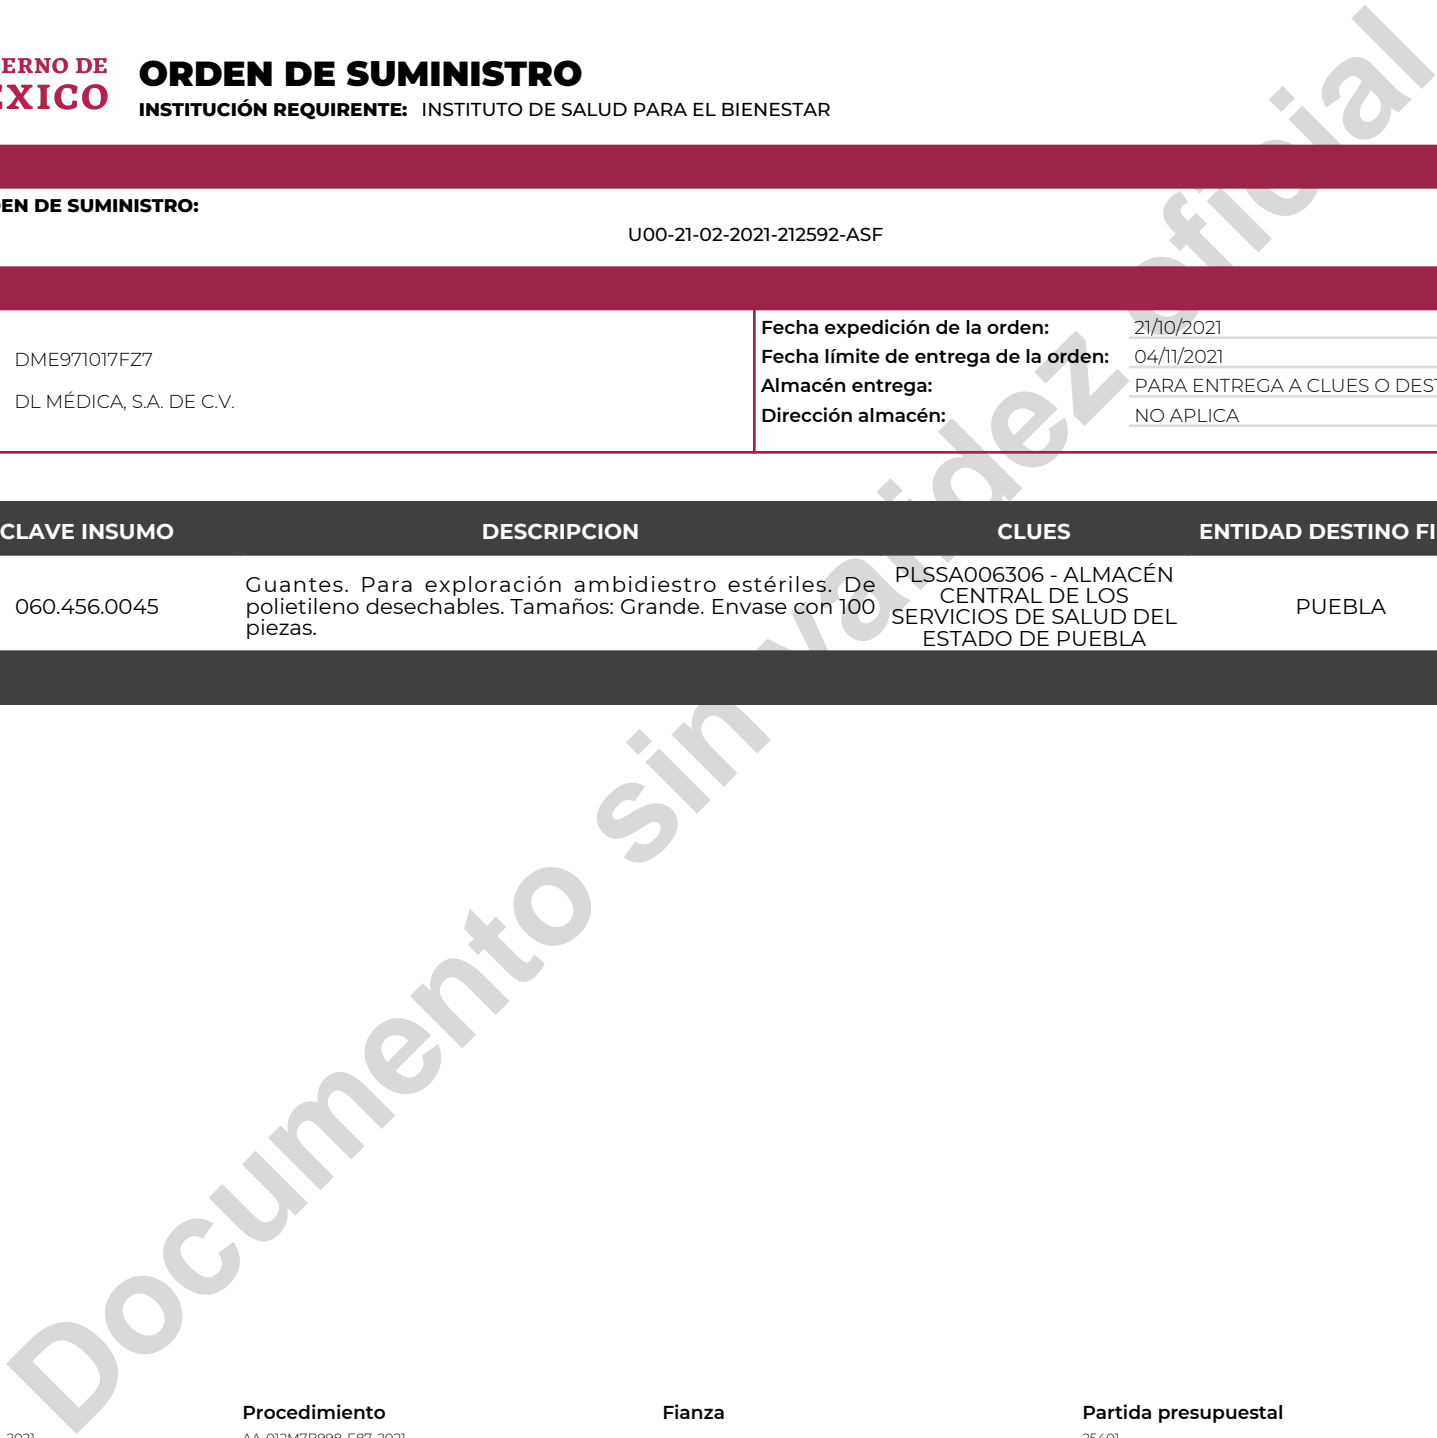 ERNO DE
EXICO
ORDEN DE SUMINISTRO
INSTITUCIÓN REQUIRENTE: INSTITUTO DE SALUD PARA EL BIENESTAR
EN DE SUMINISTRO:
U00-21-02-2021-212592-ASF
DME971017FZ7
DL MÉDICA, S.A. DE C.V.
Fecha expedición de la orden: 21/10/2021
Fecha límite de entrega de la orden: 04/11/2021
Almacén entrega: PARA ENTREGA A CLUES O DEST
Dirección almacén: NO APLICA
CLAVE INSUMO DESCRIPCION CLUES ENTIDAD DESTINO FI
060.456.0045
Guantes. Para exploración ambidiestro estériles. De
polietileno desechables. Tamaños: Grande. Envase con 100
piezas.
PLSSA006306 - ALMACÉN
CENTRAL DE LOS
SERVICIOS DE SALUD DEL
ESTADO DE PUEBLA
PUEBLA
Documento sin validez oficial
Procedimiento Fianza Partida presupuestal